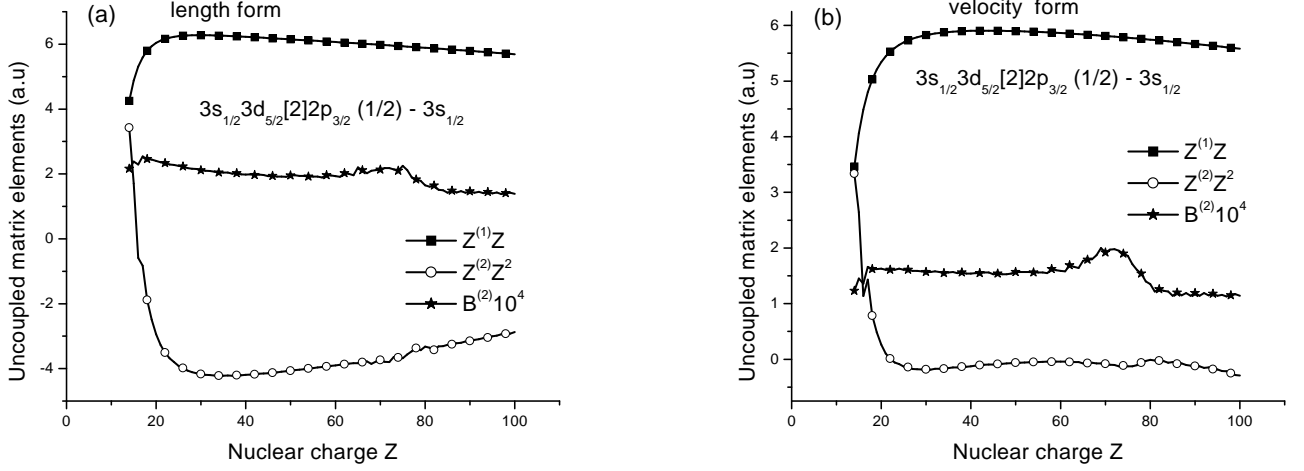 (a)
length form
Uncoupled matrix elements (a.u)
6
4
2
0
-2
-4
3s1/23d5/2[2]2p3/2 (1/2) - 3s1/2
Z(1)Z
Z(2)Z2
B(2)104
0 20 40 60 80 100
Nuclear charge Z
(b)
velocity form
Uncoupled matrix elements (a.u)
6
5
4
3
2
1
0
3s1/23d5/2[2]2p3/2 (1/2) - 3s1/2
Z(1)Z
Z(2)Z2
B(2)104
0 20 40 60 80 100
Nuclear charge Z